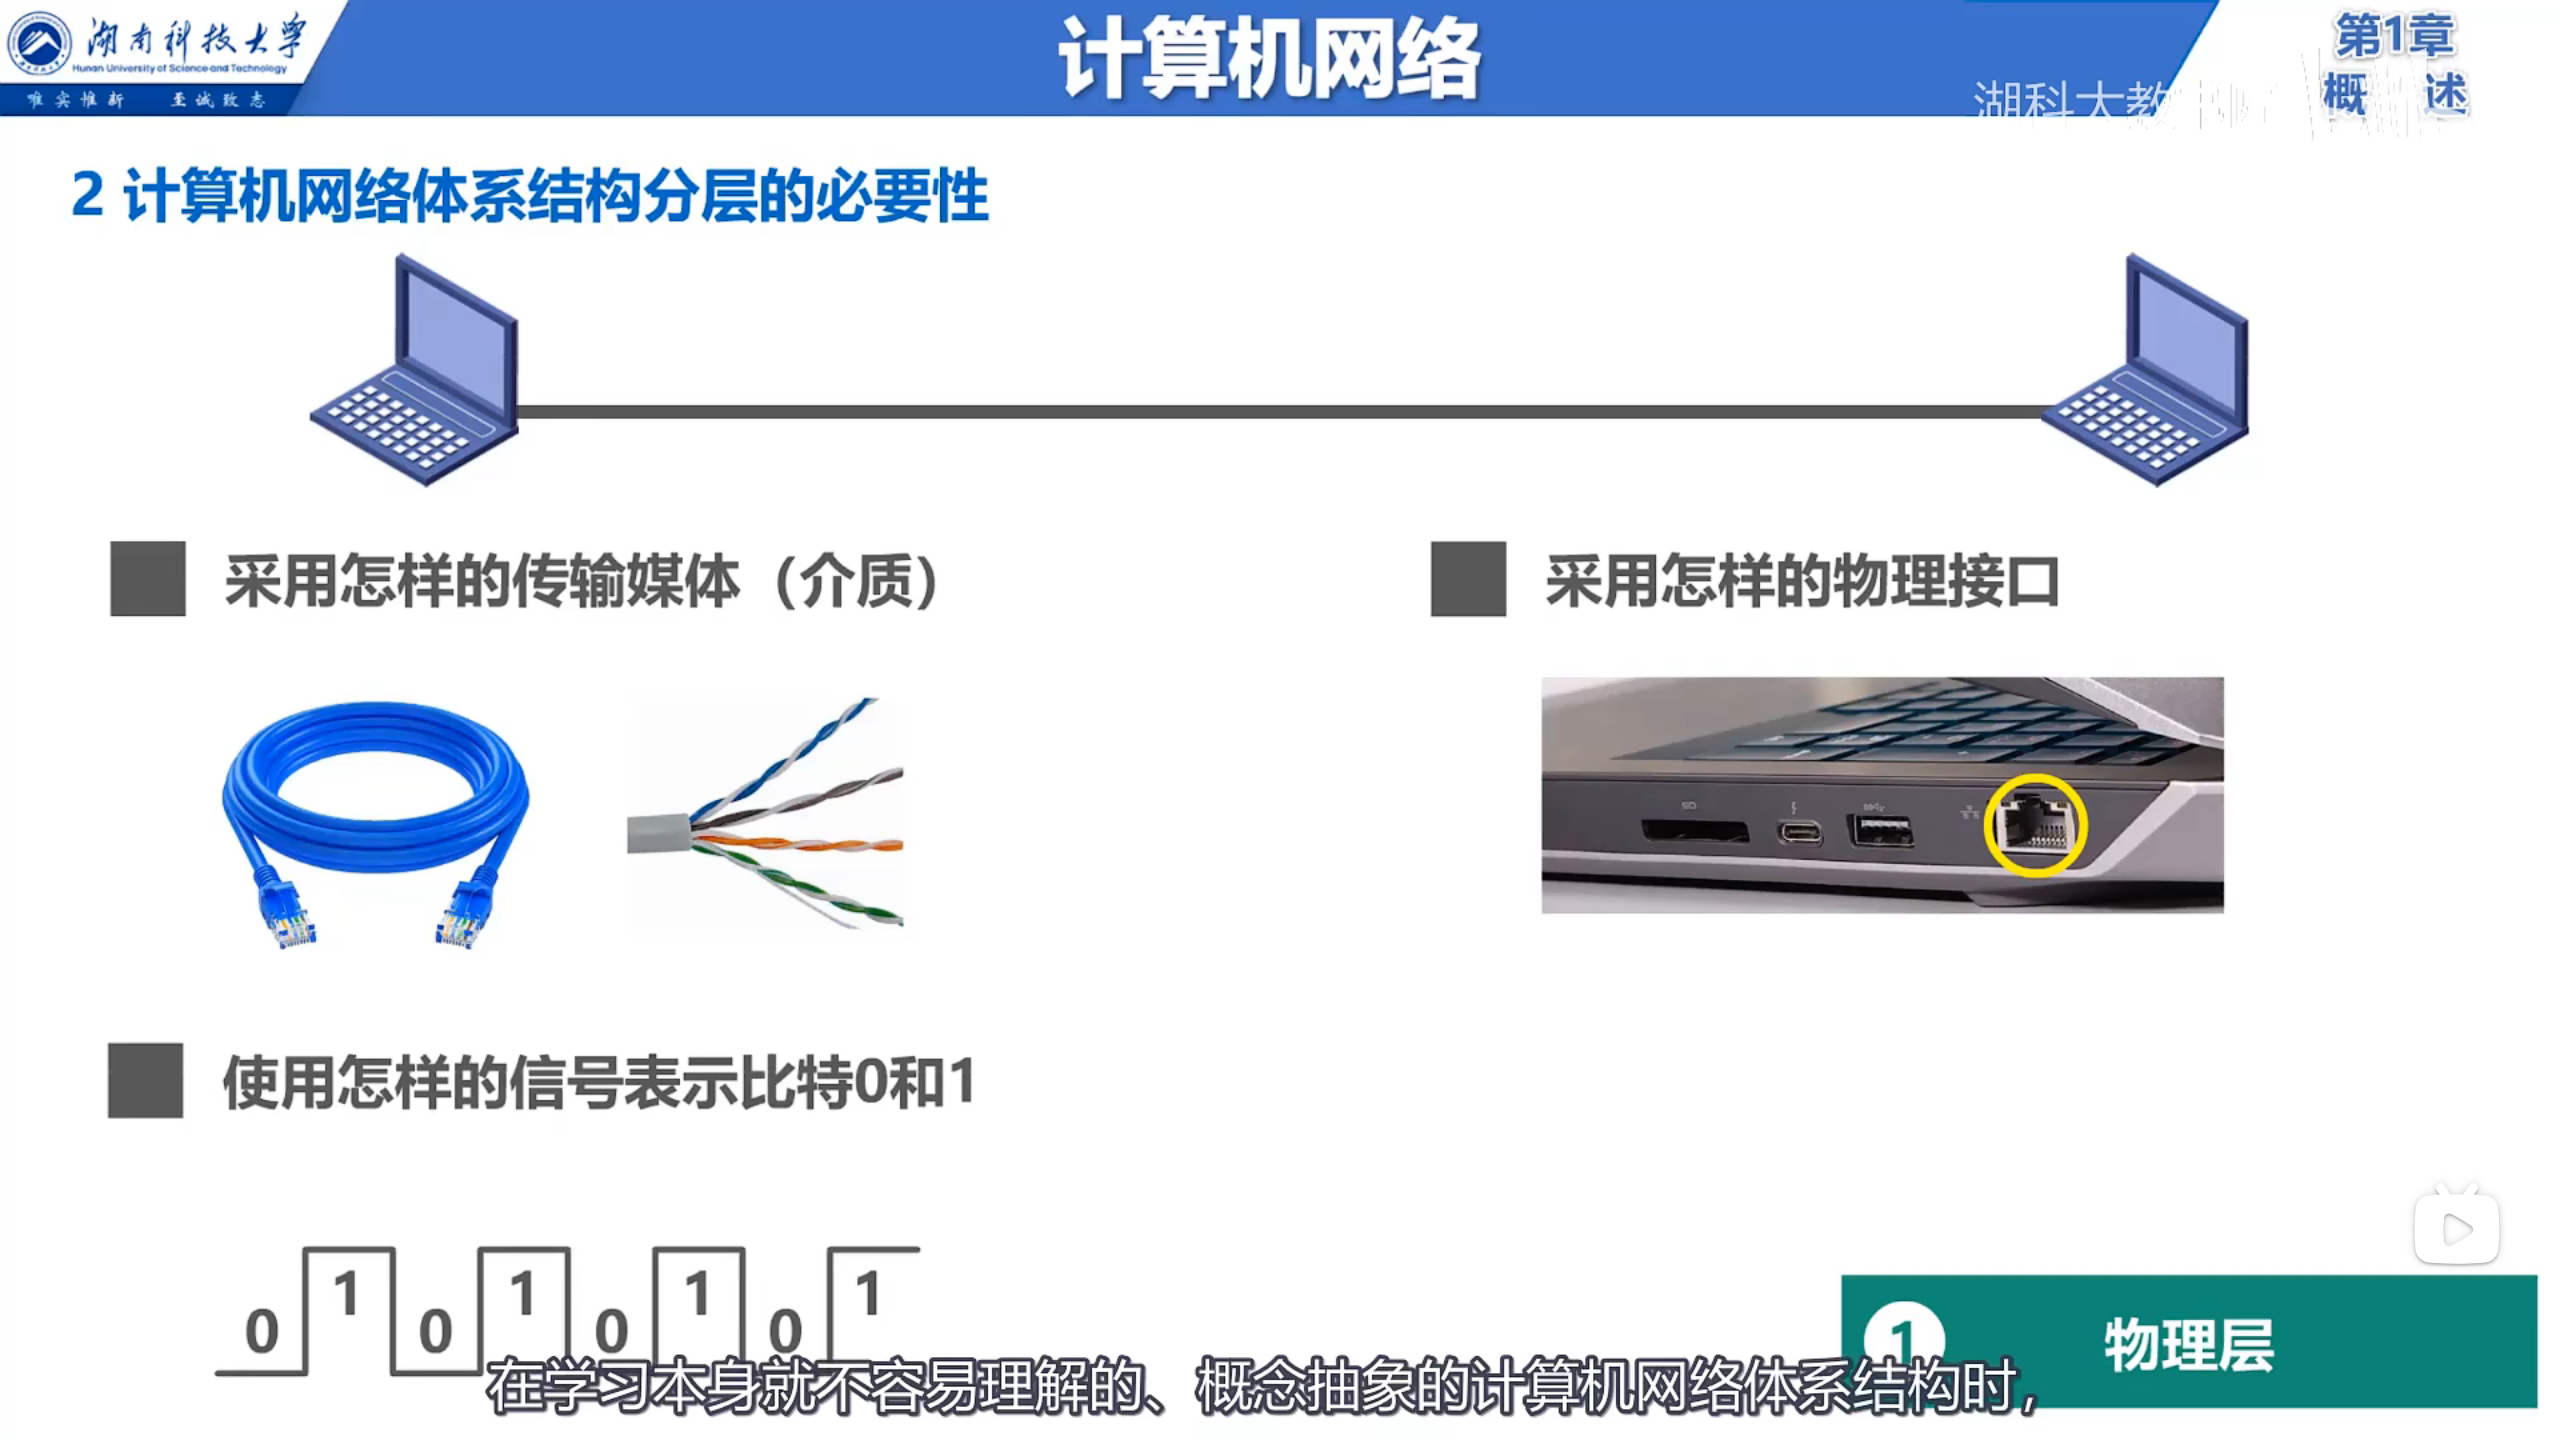 湖南科技大学
Hunan University of Science and Technology
唯实惟新 至诚致志
计算机网络
第1章
概 述
湖科大教
2 计算机网络体系结构分层的必要性
采用怎样的传输媒体（介质）
采用怎样的物理接口
使用怎样的信号表示比特0和1
0 1 0 1 0 1 0 1
1 物理层
在学习本身就不容易理解的、概念抽象的计算机网络体系结构时，